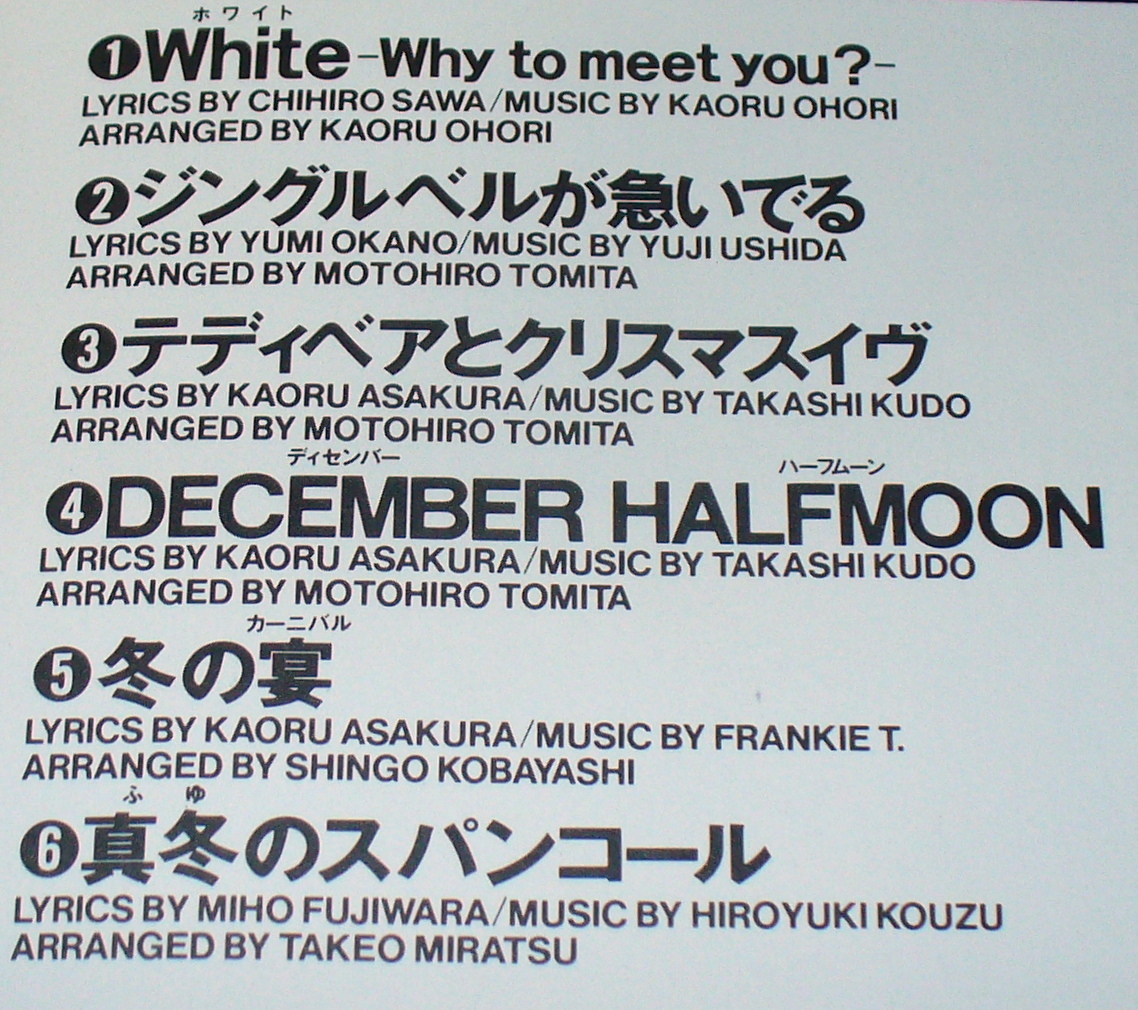 ホワイト
❶White -Why to meet you?-
LYRICS BY CHIHIRO SAWA/MUSIC BY KAORU OHORI
ARRANGED BY KAORU OHORI
❷ジングルベルが急いでる
LYRICS BY YUMI OKANO/MUSIC BY YUJI USHIDA
ARRANGED BY MOTOHIRO TOMITA
❸テディベアとクリスマスイヴ
LYRICS BY KAORU ASAKURA/MUSIC BY TAKASHI KUDO
ARRANGED BY MOTOHIRO TOMITA
ディセンバー ハーフムーン
❹DECEMBER HALFMOON
LYRICS BY KAORU ASAKURA/MUSIC BY TAKASHI KUDO
ARRANGED BY MOTOHIRO TOMITA
カーニバル
❺冬の宴
LYRICS BY KAORU ASAKURA/MUSIC BY FRANKIE T.
ARRANGED BY SHINGO KOBAYASHI
ふゆ
❻真冬のスパンコール
LYRICS BY MIHO FUJIWARA/MUSIC BY HIROYUKI KOUZU
ARRANGED BY TAKEO MIRATSU